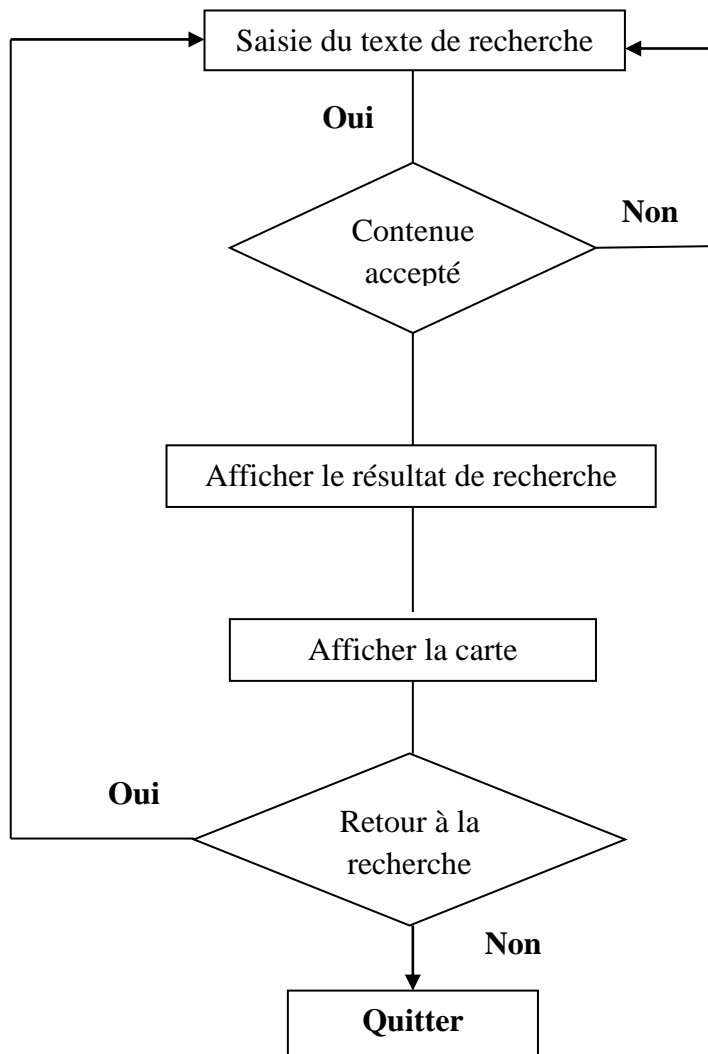 Saisie du texte de recherche
Oui
Non
Contenue
accepté
Afficher le résultat de recherche
Afficher la carte
Oui
Retour à la
recherche
Non
Quitter